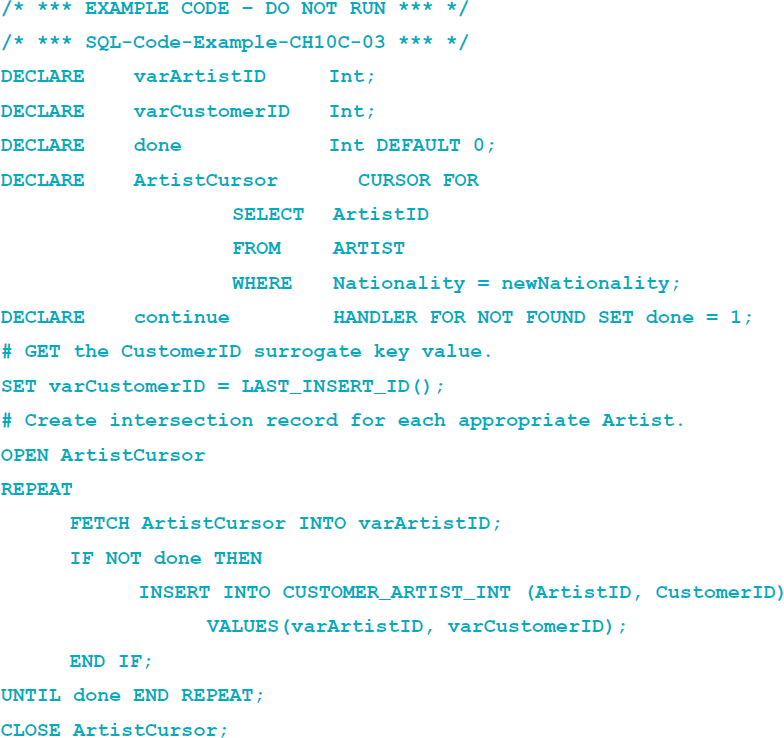 /* *** EXAMPLE CODE – DO NOT RUN *** */
/* *** SQL-Code-Example-CH10C-03 *** */
DECLARE varArtistID Int;
DECLARE varCustomerID Int;
DECLARE done Int DEFAULT 0;
DECLARE ArtistCursor CURSOR FOR
SELECT ArtistID
FROM ARTIST
WHERE Nationality = newNationality;
DECLARE continue HANDLER FOR NOT FOUND SET done = 1;
# GET the CustomerID surrogate key value.
SET varCustomerID = LAST_INSERT_ID();
# Create intersection record for each appropriate Artist.
OPEN ArtistCursor
REPEAT
FETCH ArtistCursor INTO varArtistID;
IF NOT done THEN
INSERT INTO CUSTOMER_ARTIST_INT (ArtistID, CustomerID)
VALUES(varArtistID, varCustomerID);
END IF;
UNTIL done END REPEAT;
CLOSE ArtistCursor;